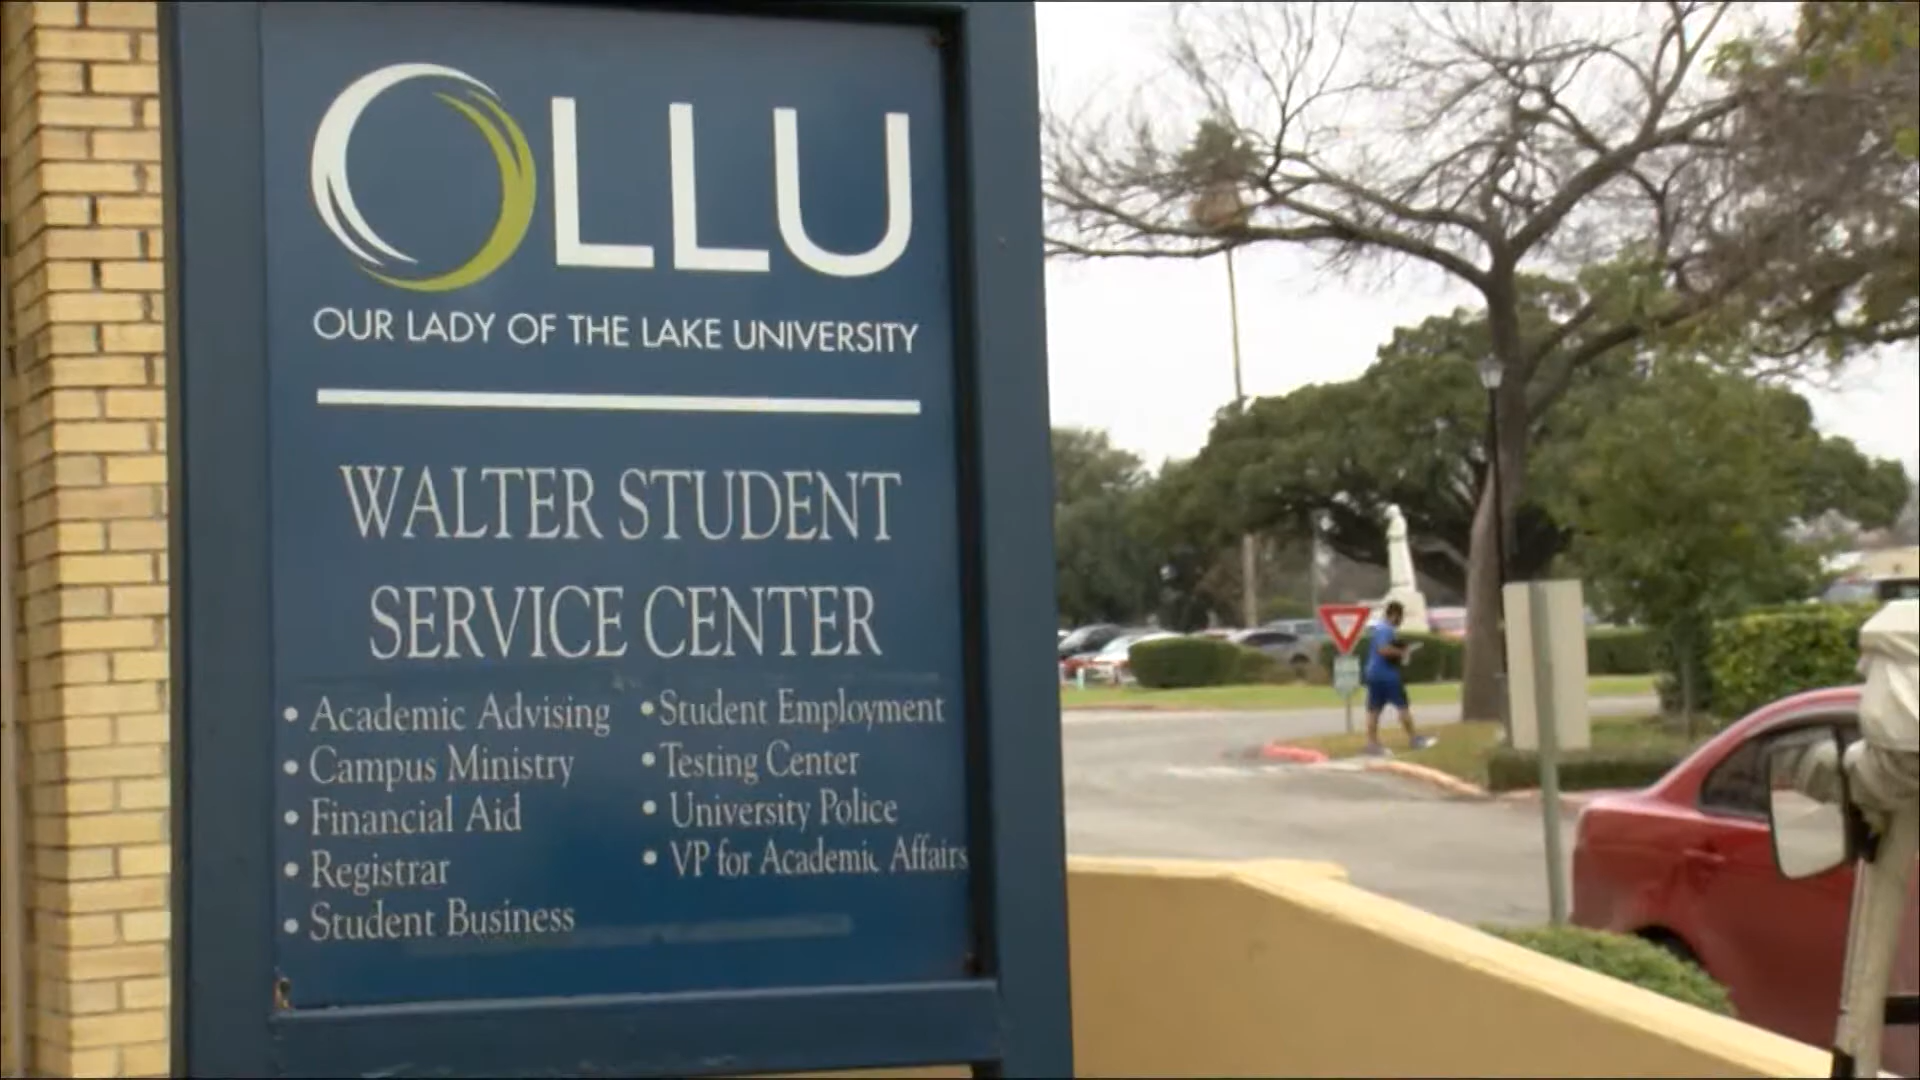 OLLU
OUR LADY OF THE LAKE UNIVERSITY
WALTER STUDENT
SERVICE CENTER
• Academic Advising
• Campus Ministry
• Financial Aid
• Registrar
• Student Business
• Student Employment
• Testing Center
• University Police
• VP for Academic Affairs